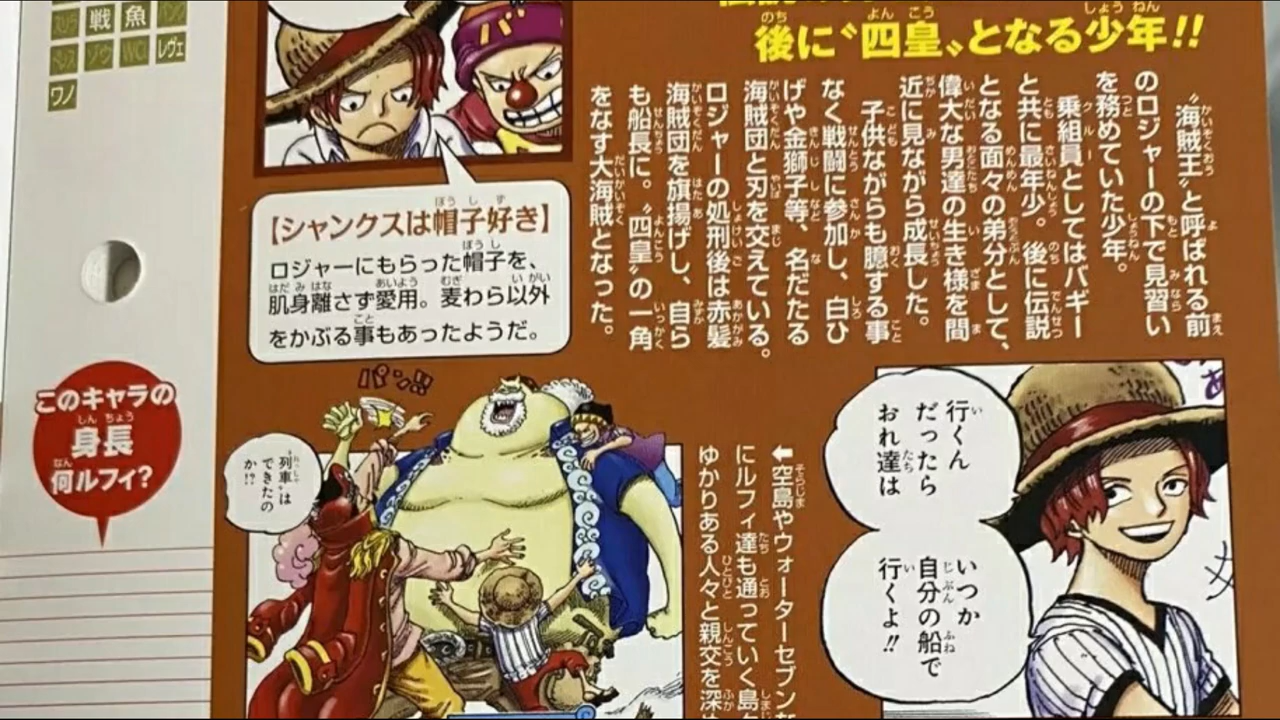 戦 魚
ゾウ WCI レヴェ
ワノ
バ
後に〝四皇〟となる少年!!
〝海賊王〟と呼ばれる前
のロジャーの下で見習い
を務めていた少年。
乗組員としてはバギー
と共に最年少。後に伝説
となる面々の弟分として、
偉大な男達の生き様を間
近に見ながら成長した。
子供ながらも臆する事
なく戦闘に参加し、白ひ
げや金獅子等、名だたる
海賊団と刃を交えている。
ロジャーの処刑後は赤髪
海賊団を旗揚げし、自ら
も船長に。〝四皇〟の一角
をなす大海賊となった。
【シャンクスは帽子好き】
ロジャーにもらった帽子を、
肌身離さず愛用。麦わら以外
をかぶる事もあったようだ。
このキャラの
身長
何ルフィ?
行くん
だったら
おれ達は
いつか
自分の船で
行くよ!!
⬅空島やウォーターセブンな
にルフィ達も通っていく島々
ゆかりある人々と親交を深め
パン!!
〝列車〟は
できたの
か!?